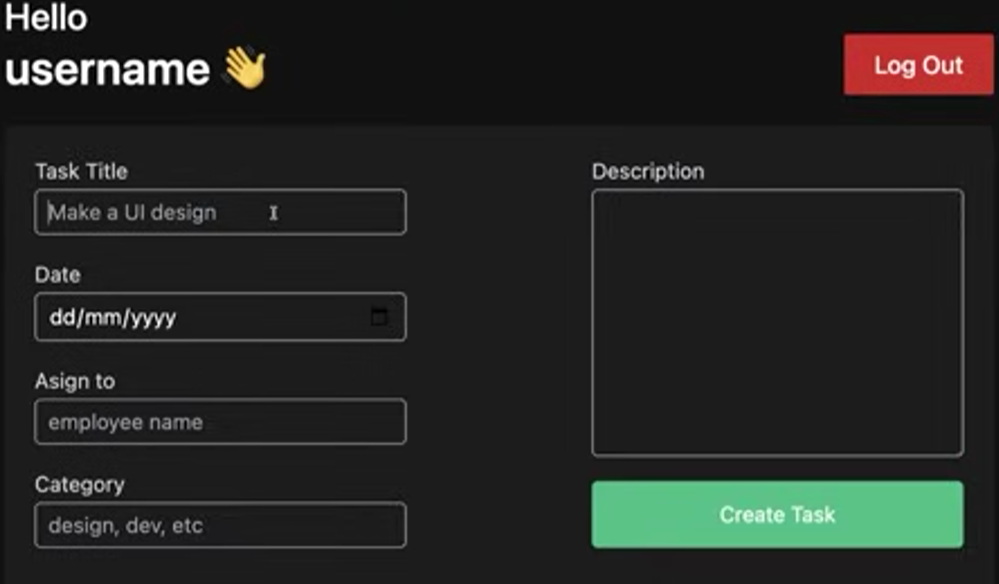 Hello
username 👋
Log Out
Task Title
Make a UI design
Date
dd/mm/yyyy
Asign to
employee name
Category
design, dev, etc
Description
Create Task